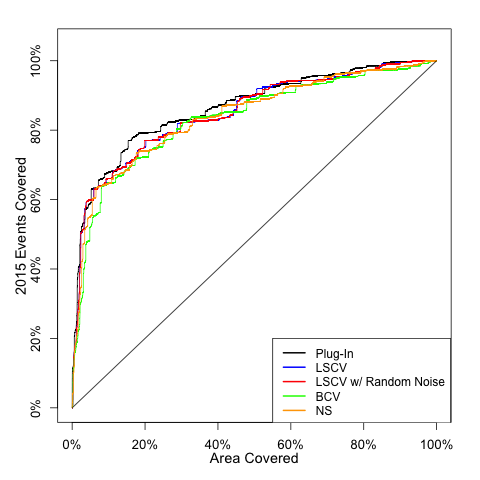 100%
80%
60%
40%
20%
0%
2015 Events Covered
Plug-In
LSCV
LSCV w/ Random Noise
BCV
NS
0%
20%
40%
60%
80%
100%
Area Covered